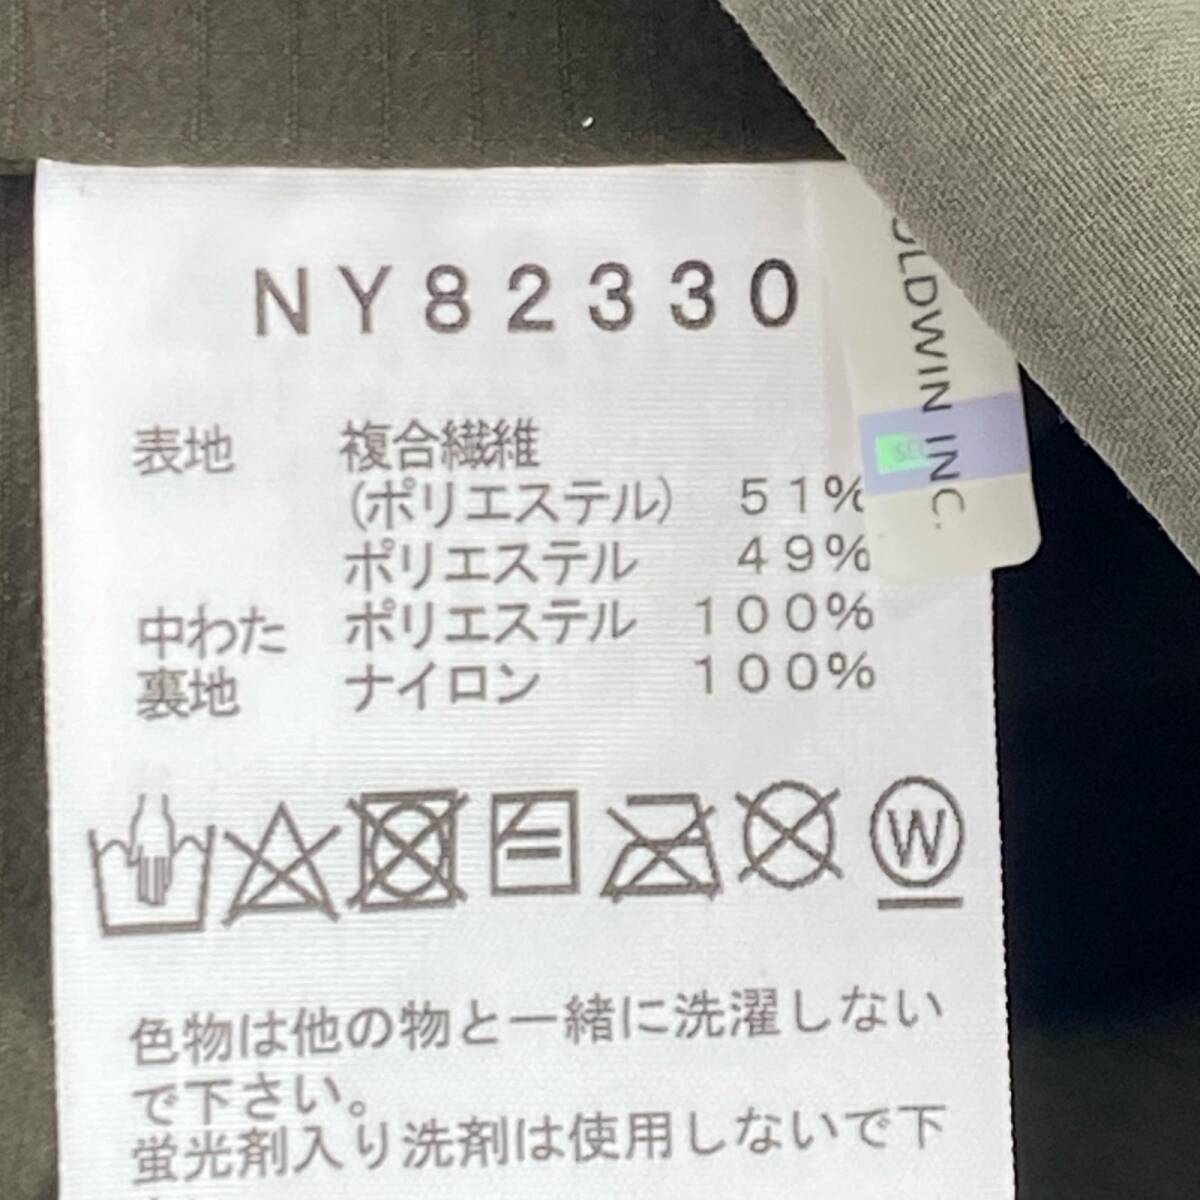 NY82330
OLDWIN INC.
表地 複合繊維
(ポリエステル) 51%
ポリエステル 49%
中わた ポリエステル 100%
裏地 ナイロン 100%
W
色物は他の物と一緒に洗濯しない
で下さい。
蛍光剤入り洗剤は使用しないで下